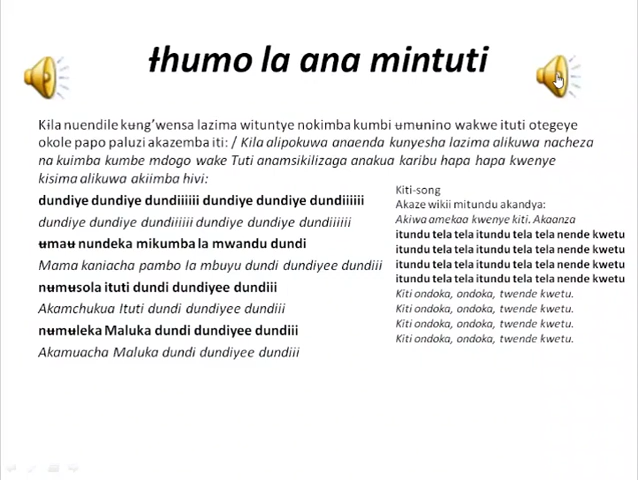 ɨhumo la ana mintuti
Kɨla nuendile kʉng'wensa lazima wituntye nokimba kumbi ʉmʉnino wakwe ituti otegeye
okole papo paluzi akazemba iti: / Kila alipokuwa anaenda kunyesha lazima alikuwa nacheza
na kuimba kumbe mdogo wake Tuti anamsikilizaga anakua karibu hapa hapa kwenye
kisima alikuwa akiimba hivi:
dundiye dundiye dundiiiiii dundiye dundiye dundiiiiii
dundiye dundiye dundiiiiii dundiye dundiye dundiiiiii
ʉmaʉ nundeka mikumba la mwandu dundi
Mama kaniacha pambo la mbuyu dundi dundiyee dundiii
nʉmʉsola ituti dundi dundiyee dundiii
Akamchukua Ituti dundi dundiyee dundiii
nʉmʉleka Maluka dundi dundiyee dundiii
Akamuacha Maluka dundi dundiyee dundiii
Kiti-song
Akaze wikii mitundu akandya:
Akiwa amekaa kwenye kiti. Akaanza
itundu tela tela itundu tela tela nende kwetu
itundu tela tela itundu tela tela nende kwetu
itundu tela tela itundu tela tela nende kwetu
itundu tela tela itundu tela tela nende kwetu
Kiti ondoka, ondoka, twende kwetu.
Kiti ondoka, ondoka, twende kwetu.
Kiti ondoka, ondoka, twende kwetu.
Kiti ondoka, ondoka, twende kwetu.